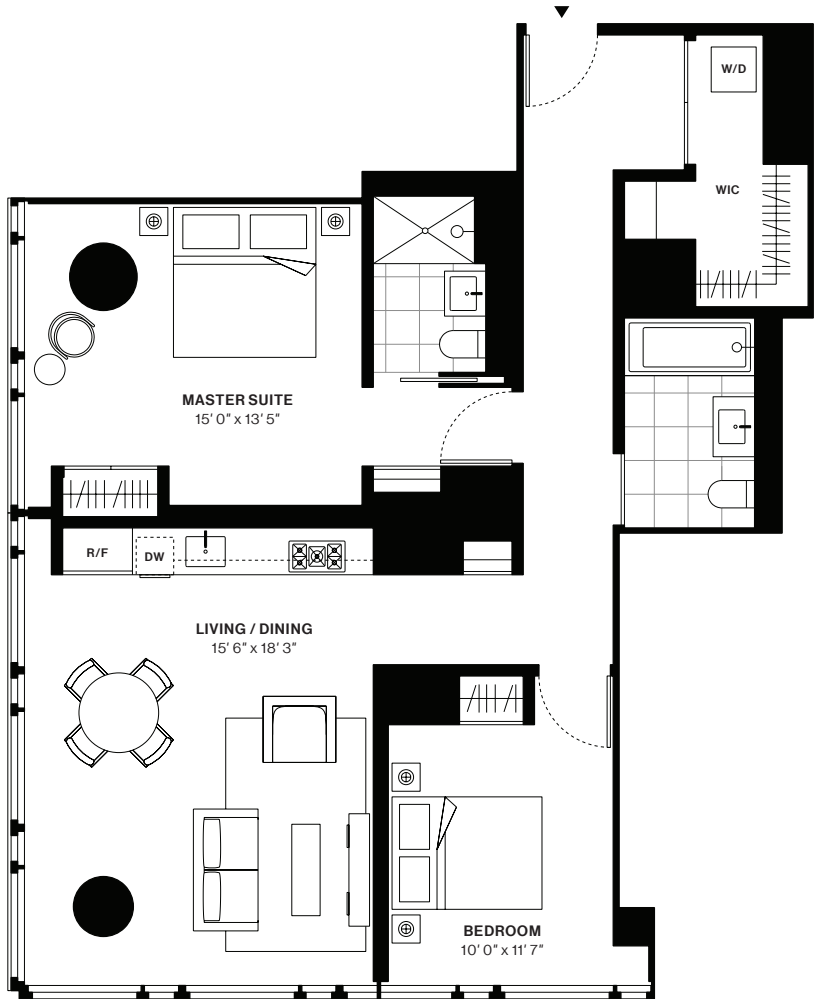 W/D
WIC
MASTER SUITE
15′ 0″ x 13′ 5″
R/F
DW
LIVING / DINING
15′ 6″ x 18′ 3″
BEDROOM
10′ 0″ x 11′ 7″